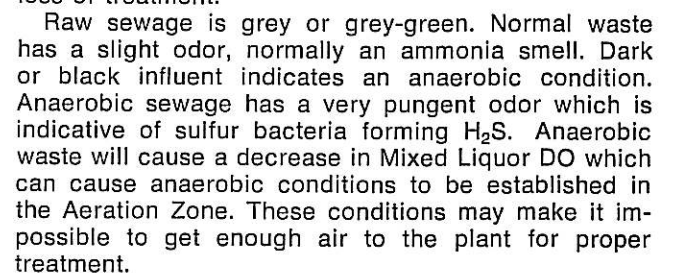 Raw sewage is grey or grey-green. Normal waste
has a slight odor, normally an ammonia smell. Dark
or black influent indicates an anaerobic condition.
Anaerobic sewage has a very pungent odor which is
indicative of sulfur bacteria forming H₂S. Anaerobic
waste will cause a decrease in Mixed Liquor DO which
can cause anaerobic conditions to be established in
the Aeration Zone. These conditions may make it im-
possible to get enough air to the plant for proper
treatment.